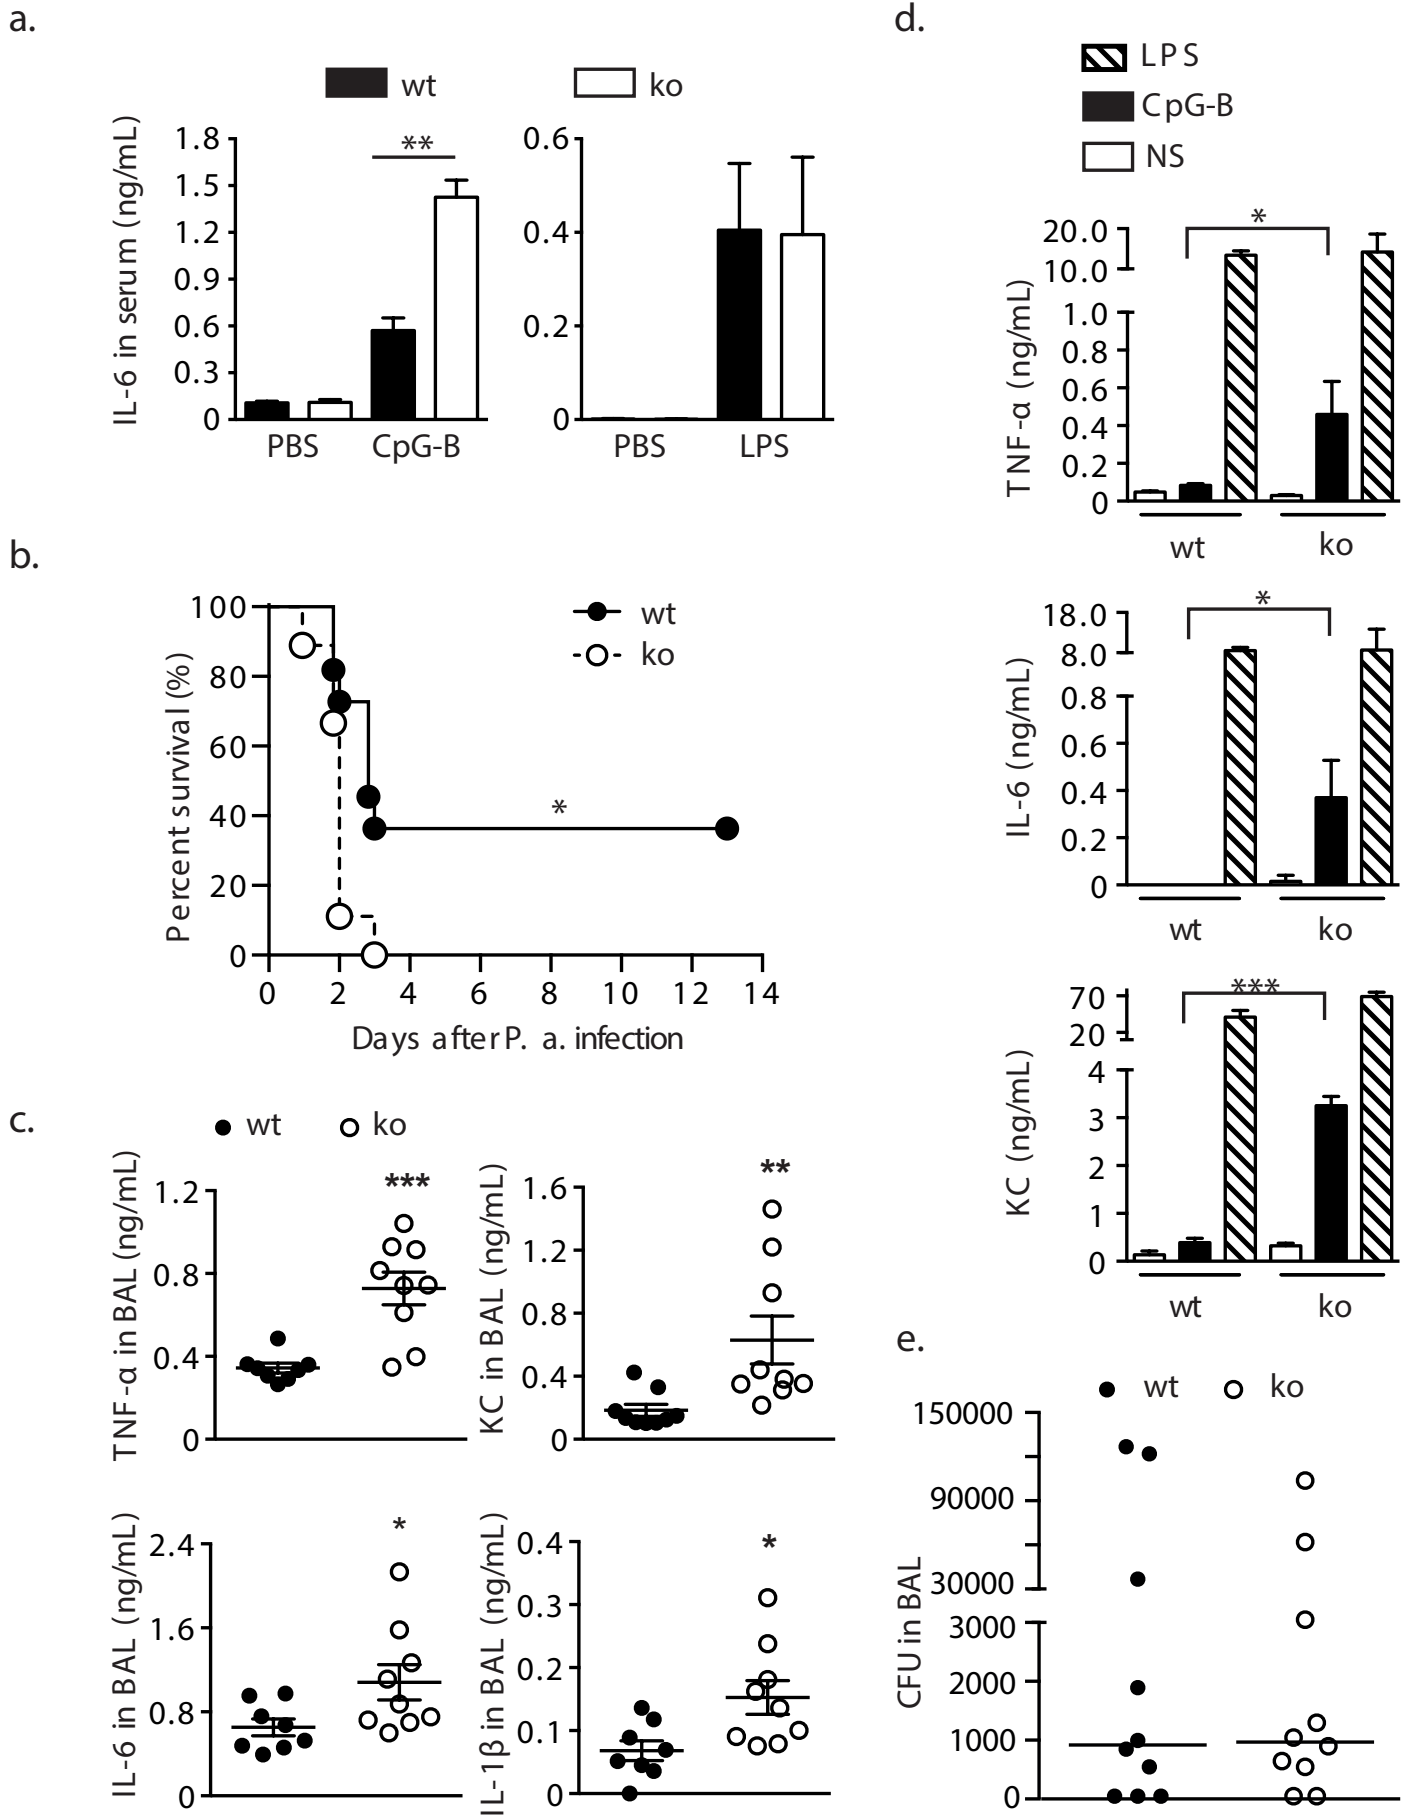 a.
wt ko
IL-6 in serum (ng/mL)
1.8
1.5
1.2
0.9
0.6
0.3
0
**
PBS CpG-B
0.6
0.4
0.2
0
PBS LPS
b.
Percent survival (%)
100
80
60
40
20
0
wt
ko
*
0 2 4 6 8 10 12 14
Days after P. a. infection
c.
wt ko
TNF-α in BAL (ng/mL)
1.2
0.8
0.4
0
***
KC in BAL (ng/mL)
1.6
1.2
0.8
0.4
0
**
IL-6 in BAL (ng/mL)
2.4
1.6
0.8
0
*
IL-1β in BAL (ng/mL)
0.4
0.3
0.2
0.1
0
*
d.
LPS
CpG-B
NS
TNF-α (ng/mL)
20.0
10.0
1.0
0.8
0.6
0.4
0.2
0
*
wt ko
IL-6 (ng/mL)
18.0
8.0
0.8
0.6
0.4
0.2
0
*
wt ko
KC (ng/mL)
70
20
4
3
2
1
0
***
wt ko
e.
wt ko
CFU in BAL
150000
90000
30000
3000
2000
1000
0